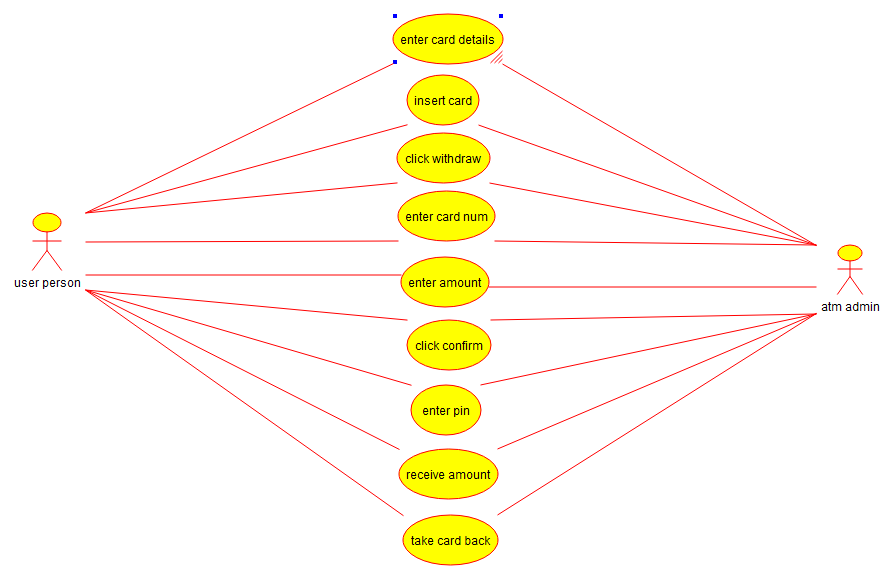 enter card details
insert card
click withdraw
enter card num
user person
enter amount
atm admin
click confirm
enter pin
receive amount
take card back